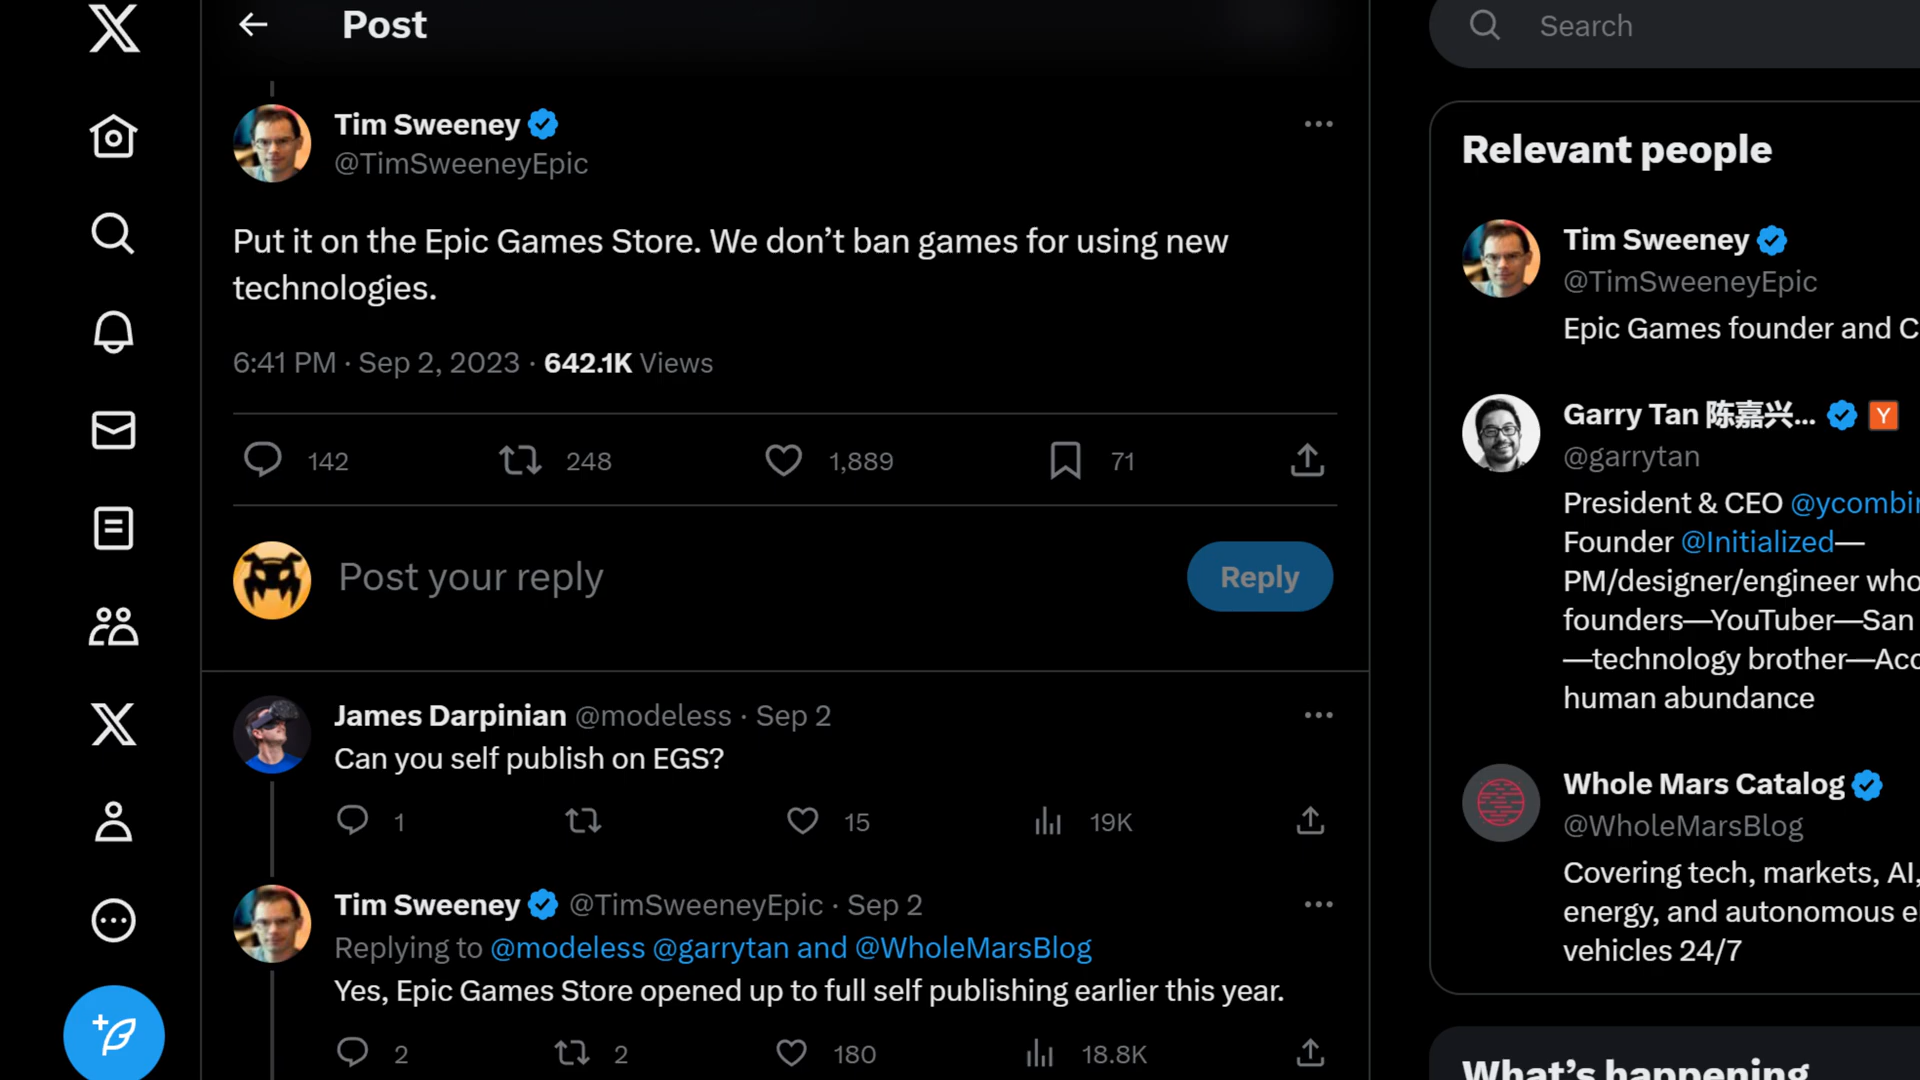 Post
Search
Tim Sweeney
@TimSweeneyEpic
Put it on the Epic Games Store. We don’t ban games for using new
technologies.
6:41 PM · Sep 2, 2023 · 642.1K Views
142
248
1,889
71
Post your reply
Reply
James Darpinian @modeless · Sep 2
Can you self publish on EGS?
1
15
19K
Tim Sweeney @TimSweeneyEpic · Sep 2
Replying to @modeless @garrytan and @WholeMarsBlog
Yes, Epic Games Store opened up to full self publishing earlier this year.
2
2
180
18.8K
Relevant people
Tim Sweeney
@TimSweeneyEpic
Epic Games founder and C
Garry Tan 陈嘉兴... Y
@garrytan
President & CEO @ycombin
Founder @Initialized—
PM/designer/engineer who
founders—YouTuber—San
—technology brother—Acc
human abundance
Whole Mars Catalog
@WholeMarsBlog
Covering tech, markets, AI,
energy, and autonomous e
vehicles 24/7
What’s happening